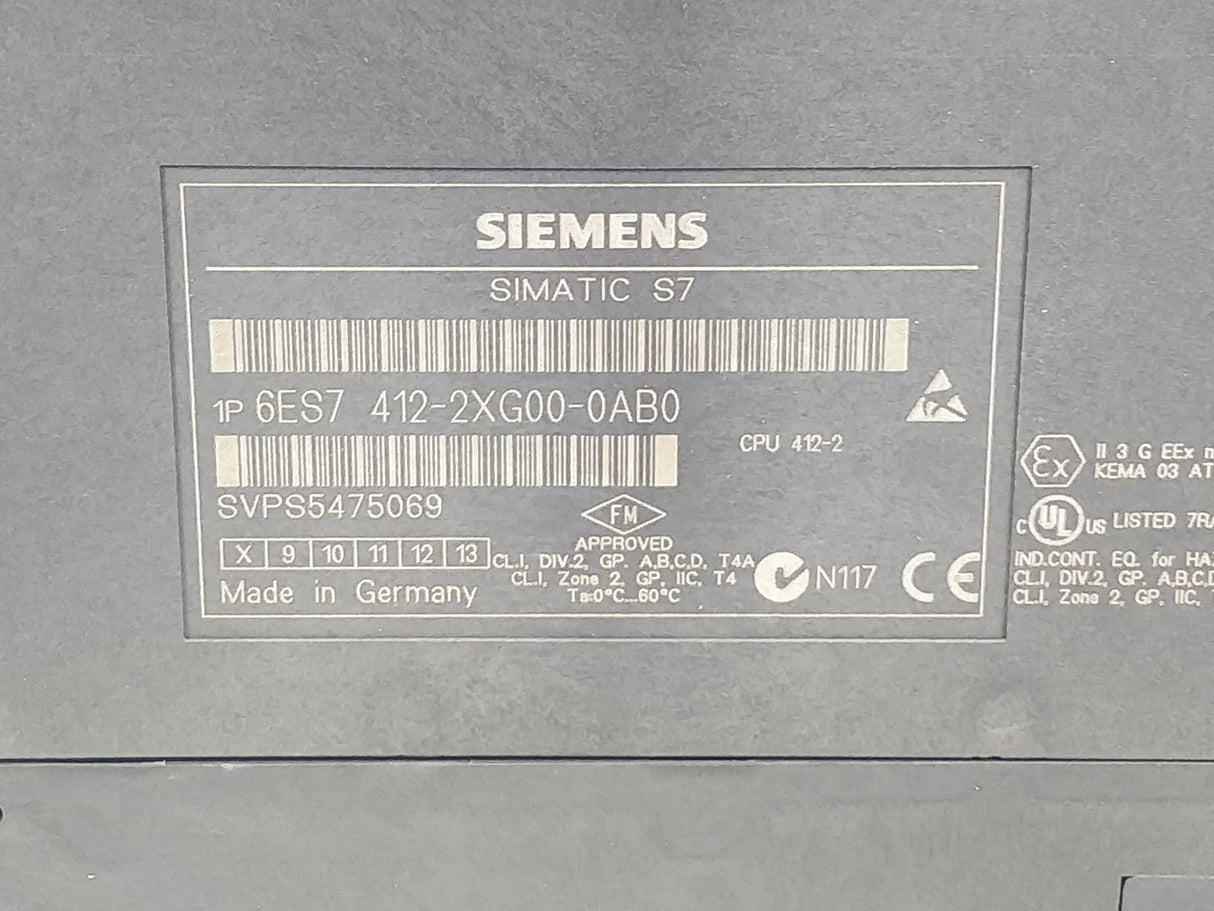 SIEMENS
SIMATIC S7
1P 6ES7 412-2XG00-0AB0
CPU 412-2
SVPS5475069
FM
APPROVED
X 9 10 11 12 13
CL.I, DIV.2, GP. A,B,C,D, T4A
CL.I, Zone 2, GP. IIC, T4
Ta=0°C...60°C
Made in Germany
N117
CE
Ex
II 3 G EEx
KEMA 03
C UL US LISTED
IND.CONT. EQ. for
CL.I, DIV.2, GP. A,B,C,D
CL.I, Zone 2, GP. IIC,